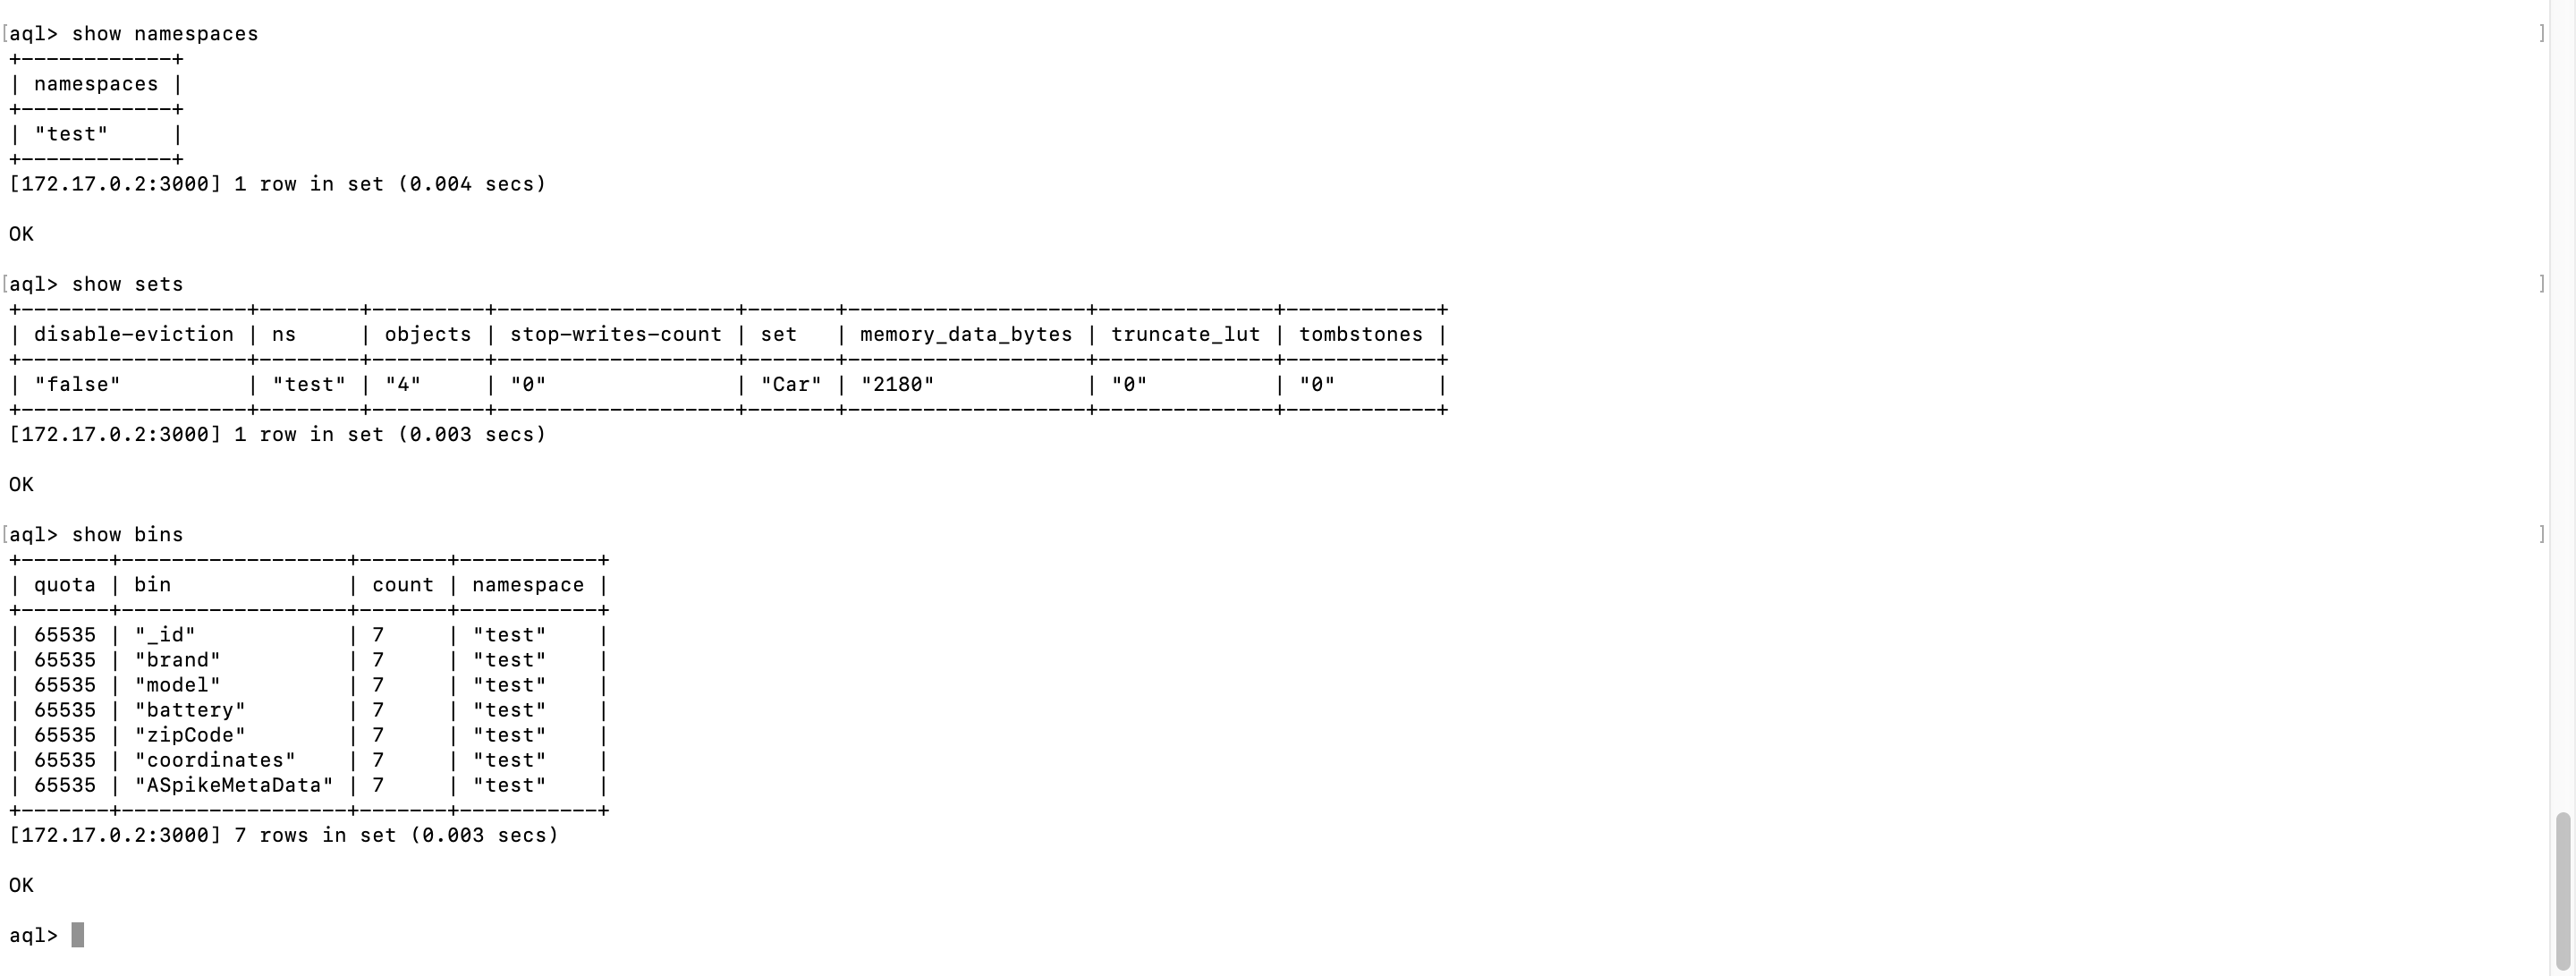 [aql> show namespaces ]
+------------+
| namespaces |
+------------+
| "test"     |
+------------+
[172.17.0.2:3000] 1 row in set (0.004 secs)
OK
[aql> show sets ]
+------------------+--------+---------+--------------------+-------+-------------------+--------------+------------+
| disable-eviction | ns     | objects | stop-writes-count | set   | memory_data_bytes | truncate_lut | tombstones |
+------------------+--------+---------+--------------------+-------+-------------------+--------------+------------+
| "false"          | "test" | "4"     | "0"               | "Car" | "2180"            | "0"          | "0"        |
+------------------+--------+---------+--------------------+-------+-------------------+--------------+------------+
[172.17.0.2:3000] 1 row in set (0.003 secs)
OK
[aql> show bins ]
+-------+------------------+-------+-----------+
| quota | bin              | count | namespace |
+-------+------------------+-------+-----------+
| 65535 | "_id"            | 7     | "test"    |
| 65535 | "brand"          | 7     | "test"    |
| 65535 | "model"          | 7     | "test"    |
| 65535 | "battery"        | 7     | "test"    |
| 65535 | "zipCode"        | 7     | "test"    |
| 65535 | "coordinates"    | 7     | "test"    |
| 65535 | "ASpikeMetaData" | 7     | "test"    |
+-------+------------------+-------+-----------+
[172.17.0.2:3000] 7 rows in set (0.003 secs)
OK
aql>